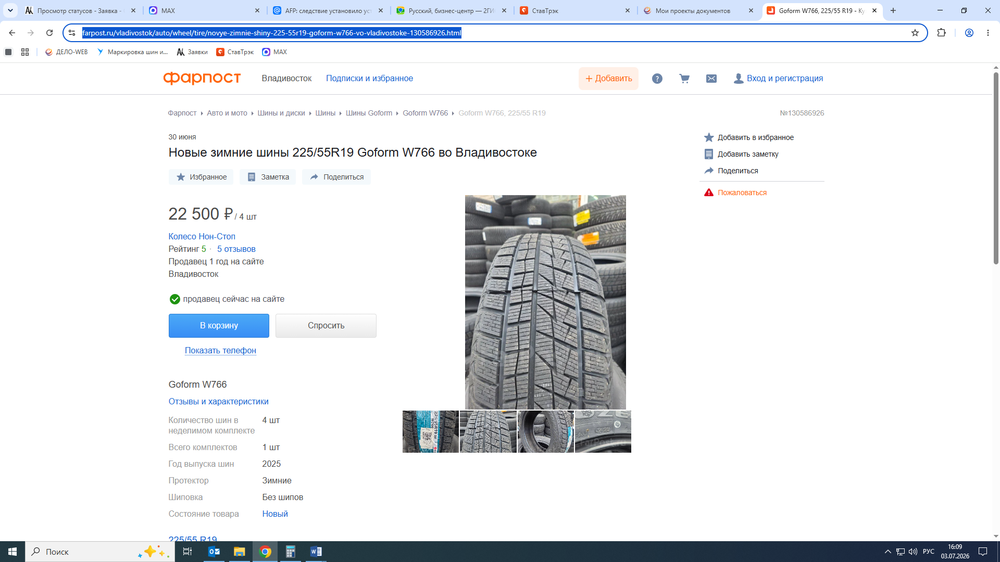 Просмотр статусов - Заявка -
MAX
AFP: следствие установило ус
Русский, бизнес-центр — 2ГИ
СтавТрэк
Мои проекты документов
Goform W766, 225/55 R19 - Ку
farpost.ru/vladivostok/auto/wheel/tire/novye-zimnie-shiny-225-55r19-goform-w766-vo-vladivostoke-130586926.html
ДЕЛО-WEB
Маркировка шин и...
Заявки
СтавТрэк
MAX
Фарпост
Владивосток
Подписки и избранное
+ Добавить
Вход и регистрация
Фарпост
Авто и мото
Шины и диски
Шины
Шины Goform
Goform W766
Goform W766, 225/55 R19
№130586926
30 июня
Новые зимние шины 225/55R19 Goform W766 во Владивостоке
Избранное
Заметка
Поделиться
Добавить в избранное
Добавить заметку
Поделиться
Пожаловаться
22 500 ₽ / 4 шт
Колесо Нон-Стоп
Рейтинг 5 · 5 отзывов
Продавец 1 год на сайте
Владивосток
продавец сейчас на сайте
В корзину
Спросить
Показать телефон
Goform W766
Отзывы и характеристики
Количество шин в неделимом комплекте
4 шт
Всего комплектов
1 шт
Год выпуска шин
2025
Протектор
Зимние
Шиповка
Без шипов
Состояние товара
Новый
225/55 R19
Поиск
РУС
16:09
03.07.2026